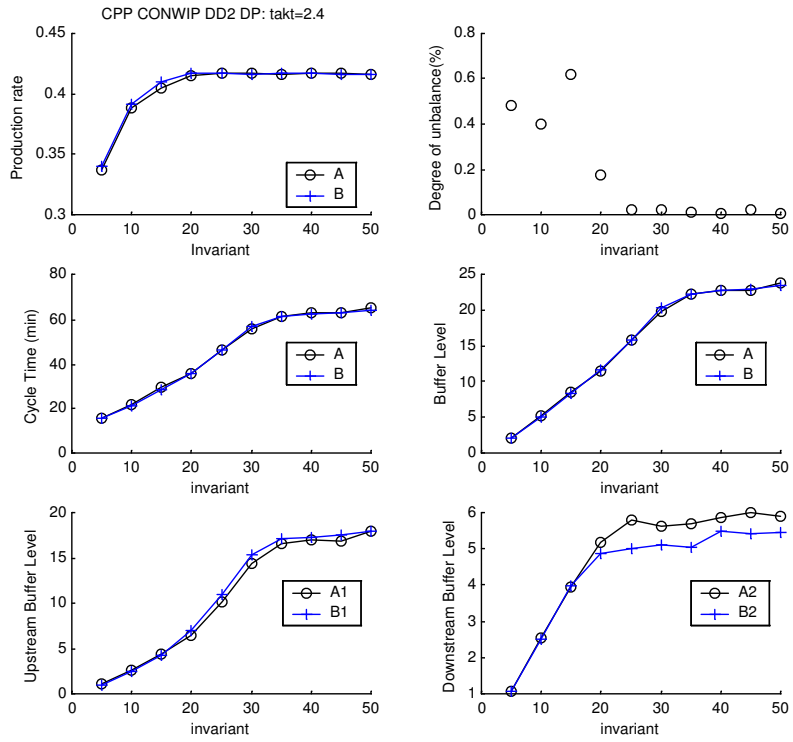 CPP CONWIP DD2 DP: takt=2.4
Production rate
0.45
0.4
0.35
0.3
0 10 20 30 40 50
Invariant
A
B
Degree of unbalance(%)
0.8
0.6
0.4
0.2
0
0 10 20 30 40 50
invariant
Cycle Time (min)
80
60
40
20
0
0 10 20 30 40 50
invariant
A
B
Buffer Level
25
20
15
10
5
0
0 10 20 30 40 50
invariant
A
B
Upstream Buffer Level
20
15
10
5
0
0 10 20 30 40 50
invariant
A1
B1
Downstream Buffer Level
6
5
4
3
2
1
0 10 20 30 40 50
invariant
A2
B2